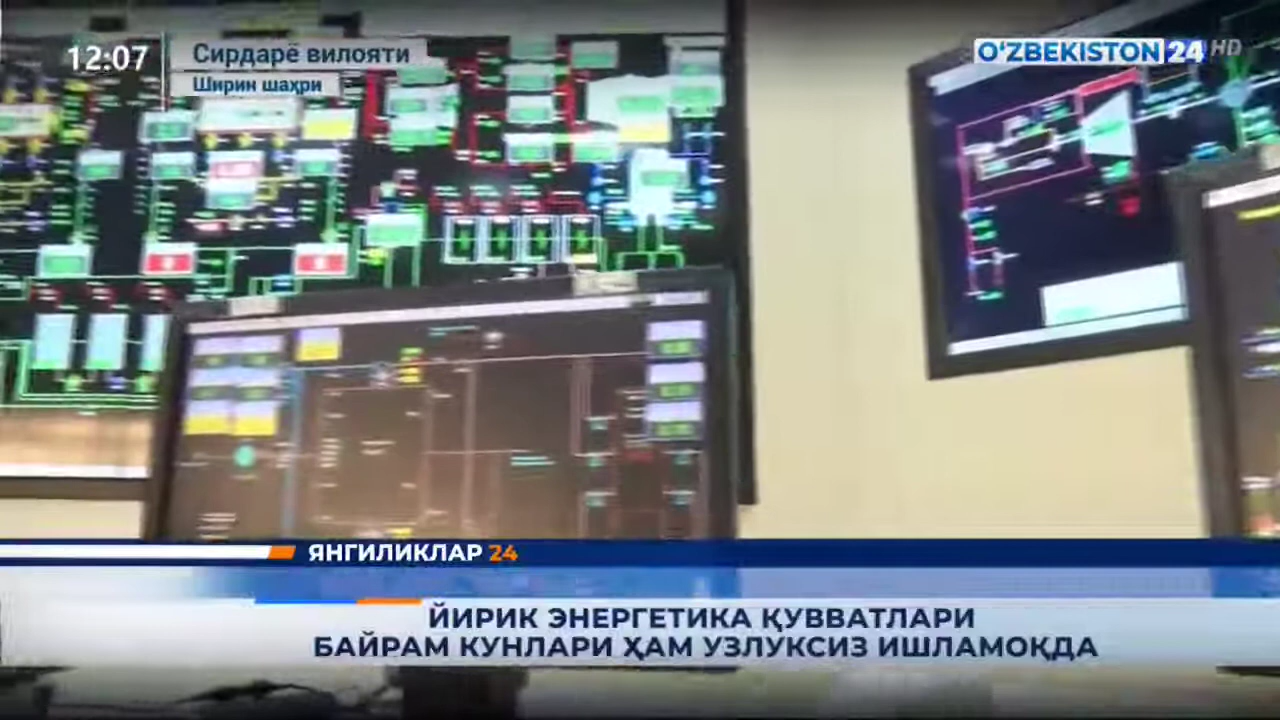 12:07
Сирдарё вилояти
Ширин шаҳри
O‘ZBEKISTON 24 HD
ЯНГИЛИКЛАР 24
ЙИРИК ЭНЕРГЕТИКА ҚУВВАТЛАРИ
БАЙРАМ КУНЛАРИ ҲАМ УЗЛУКСИЗ ИШЛАМОҚДА